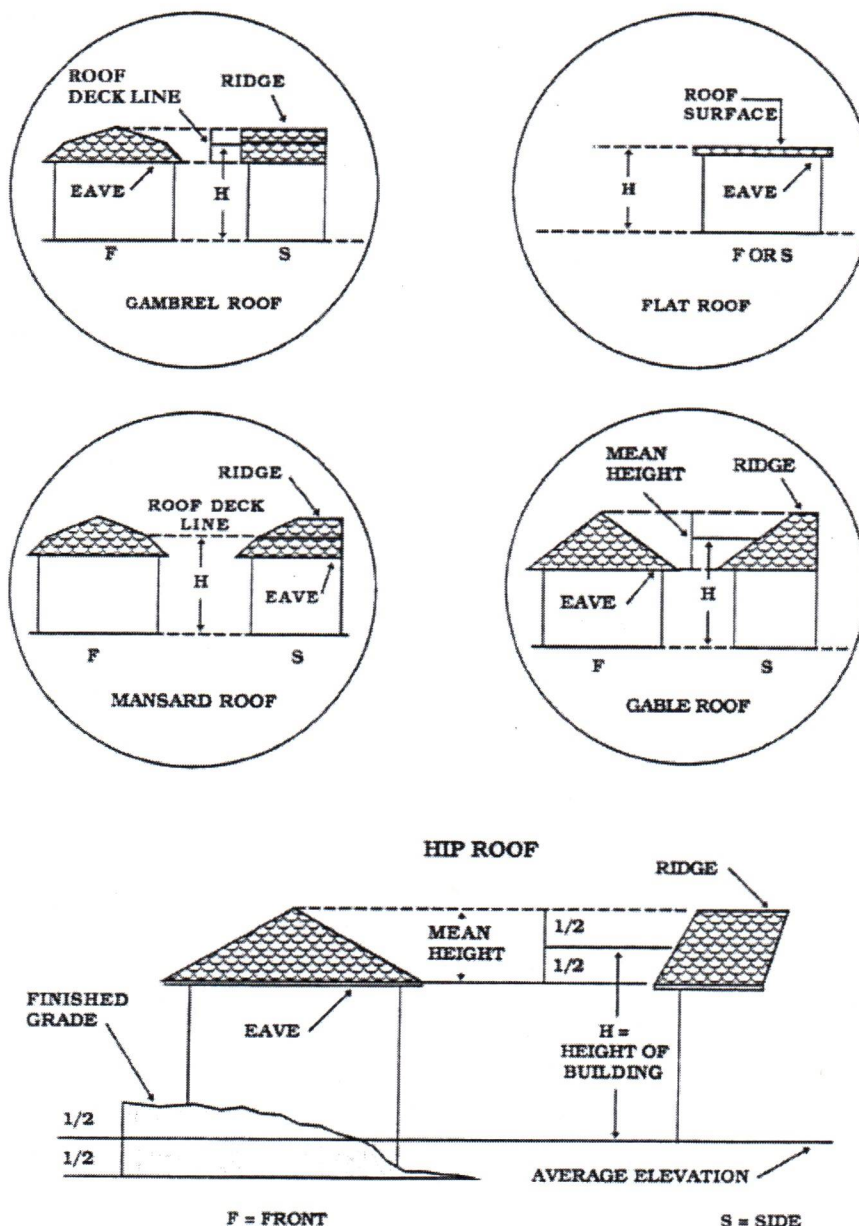 ROOF
DECK LINE
RIDGE
EAVE
H
F
S
GAMBREL ROOF
ROOF
SURFACE
H
EAVE
F OR S
FLAT ROOF
RIDGE
ROOF DECK
LINE
H
EAVE
F
S
MANSARD ROOF
MEAN
HEIGHT
RIDGE
EAVE
H
F
S
GABLE ROOF
HIP ROOF
RIDGE
MEAN
HEIGHT
1/2
1/2
FINISHED
GRADE
EAVE
H =
HEIGHT OF
BUILDING
1/2
1/2
AVERAGE ELEVATION
F = FRONT
S = SIDE